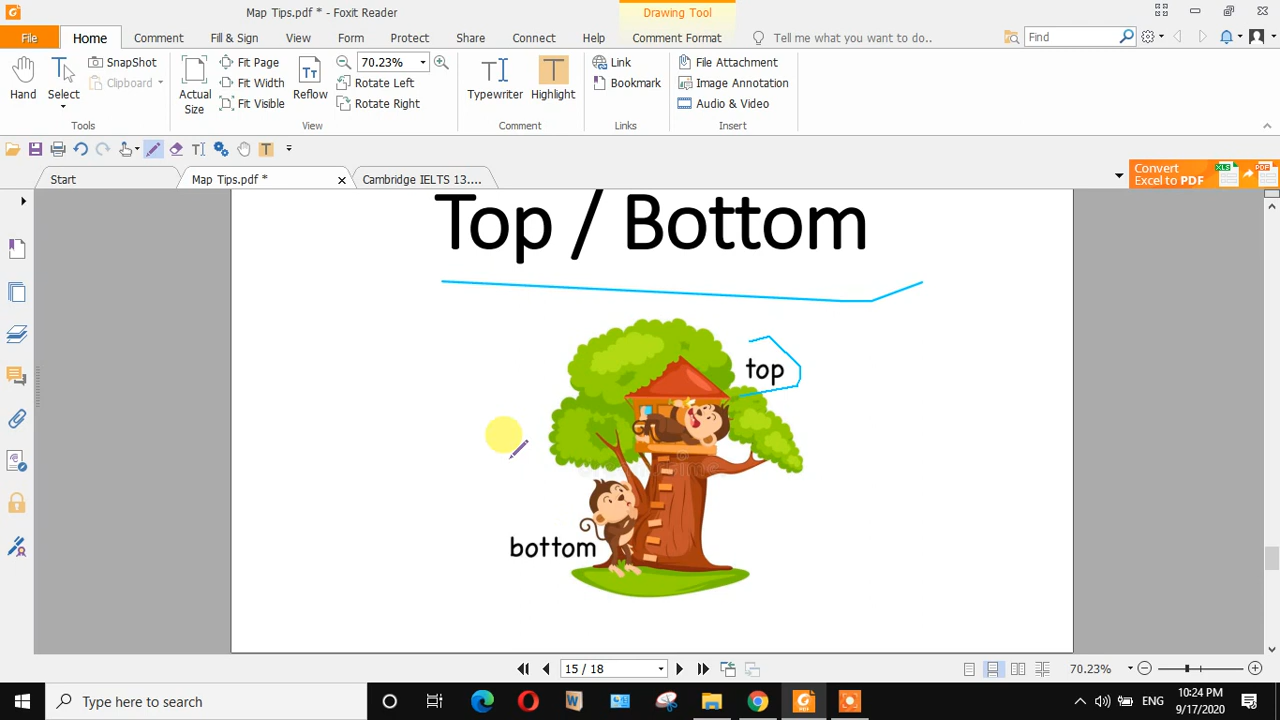 Map Tips.pdf * - Foxit Reader
Drawing Tool
File
Home
Comment
Fill & Sign
View
Form
Protect
Share
Connect
Help
Comment Format
Tell me what you want to do..
Find
Hand
Select
SnapShot
Clipboard
Tools
Actual
Size
Fit Page
Fit Width
Fit Visible
Reflow
70.23%
Rotate Left
Rotate Right
View
Typewriter
Highlight
Comment
Link
Bookmark
Links
File Attachment
Image Annotation
Audio & Video
Insert
Start
Map Tips.pdf *
Cambridge IELTS 13....
Convert
Excel to PDF
XLS
PDF
Top / Bottom
top
bottom
15 / 18
70.23%
Type here to search
ENG
10:24 PM
9/17/2020